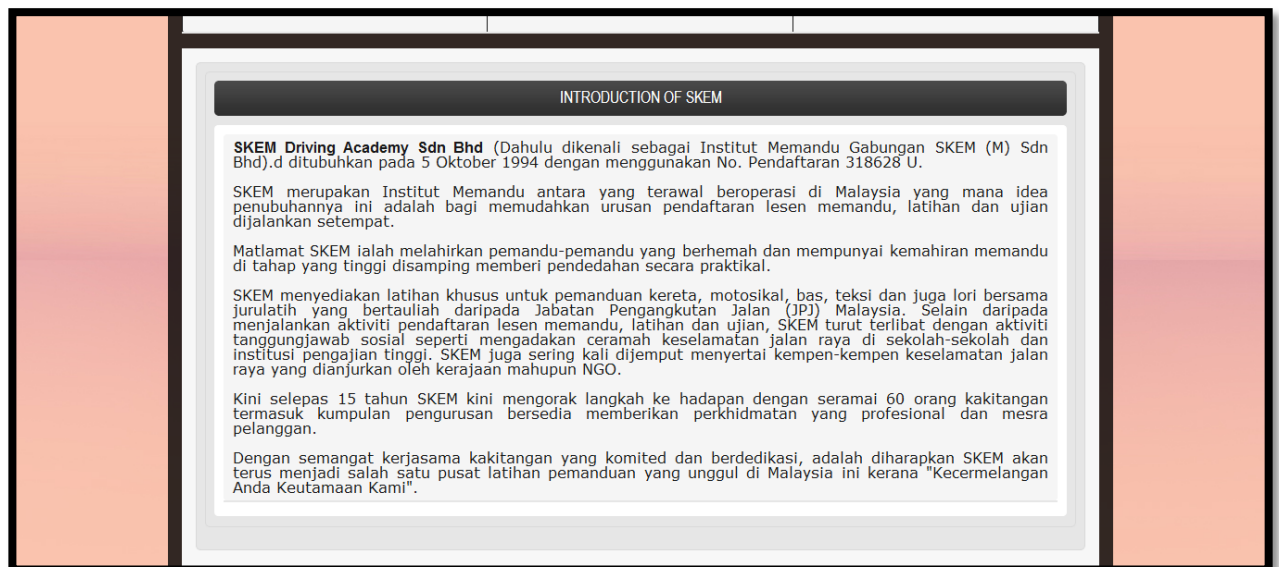 INTRODUCTION OF SKEM
SKEM Driving Academy Sdn Bhd (Dahulu dikenali sebagai Institut Memandu Gabungan SKEM (M) Sdn
Bhd).d ditubuhkan pada 5 Oktober 1994 dengan menggunakan No. Pendaftaran 318628 U.
SKEM merupakan Institut Memandu antara yang terawal beroperasi di Malaysia yang mana idea
penubuhannya ini adalah bagi memudahkan urusan pendaftaran lesen memandu, latihan dan ujian
dijalankan setempat.
Matlamat SKEM ialah melahirkan pemandu-pemandu yang berhemah dan mempunyai kemahiran memandu
di tahap yang tinggi disamping memberi pendedahan secara praktikal.
SKEM menyediakan latihan khusus untuk pemanduan kereta, motosikal, bas, teksi dan juga lori bersama
jurulatih yang bertauliah daripada Jabatan Pengangkutan Jalan (JPJ) Malaysia. Selain daripada
menjalankan aktiviti pendaftaran lesen memandu, latihan dan ujian, SKEM turut terlibat dengan aktiviti
tanggungjawab sosial seperti mengadakan ceramah keselamatan jalan raya di sekolah-sekolah dan
institusi pengajian tinggi. SKEM juga sering kali dijemput menyertai kempen-kempen keselamatan jalan
raya yang dianjurkan oleh kerajaan mahupun NGO.
Kini selepas 15 tahun SKEM kini mengorak langkah ke hadapan dengan seramai 60 orang kakitangan
termasuk kumpulan pengurusan bersedia memberikan perkhidmatan yang profesional dan mesra
pelanggan.
Dengan semangat kerjasama kakitangan yang komited dan berdedikasi, adalah diharapkan SKEM akan
terus menjadi salah satu pusat latihan pemanduan yang unggul di Malaysia ini kerana "Kecermelangan
Anda Keutamaan Kami".